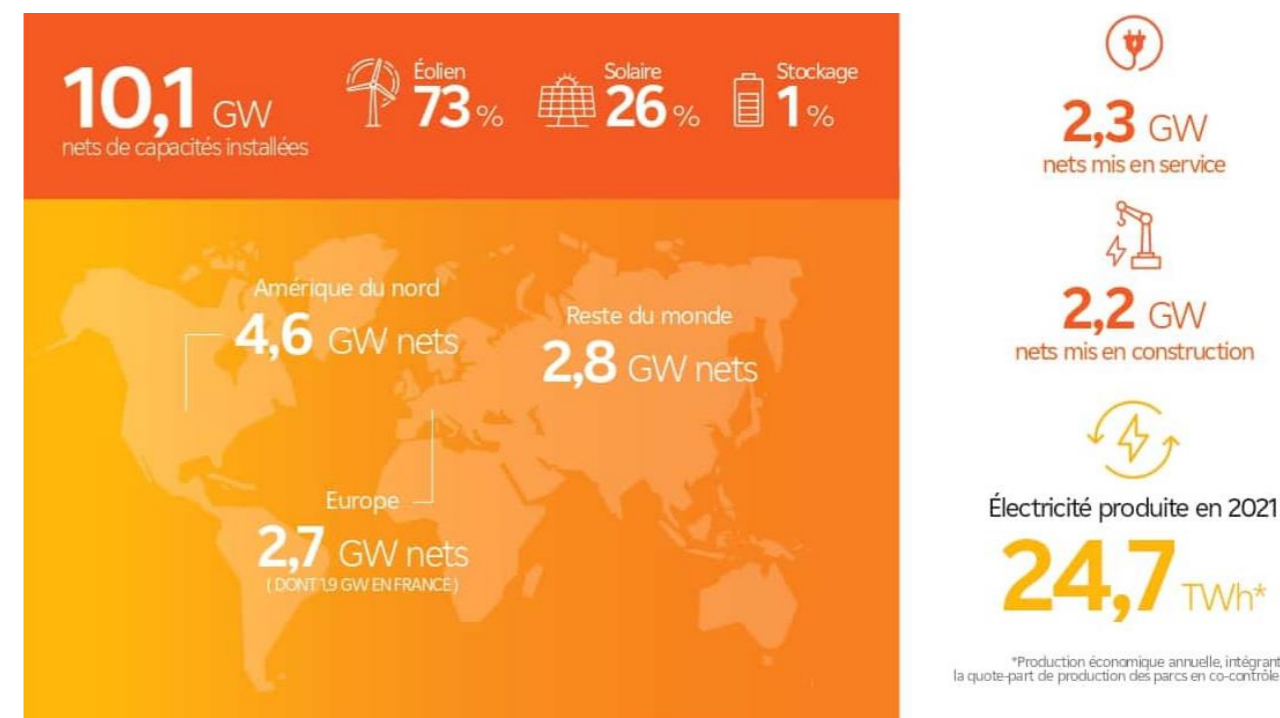 10,1 GW
nets de capacités installées
Éolien
73 %
Solaire
26 %
Stockage
1 %
Amérique du nord
4,6 GW nets
Reste du monde
2,8 GW nets
Europe
2,7 GW nets
( DONT 1.9 GW EN FRANCE )
2,3 GW
nets mis en service
2,2 GW
nets mis en construction
Électricité produite en 2021
24,7 TWh*
*Production économique annuelle, intégrant
la quote-part de production des parcs en co-contrôle